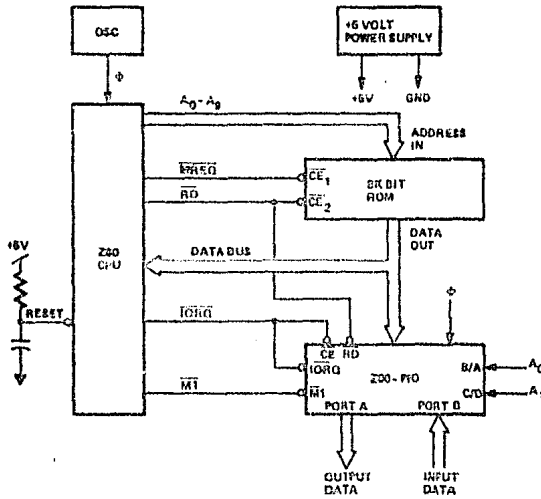 OSC
+5 VOLT
POWER SUPPLY
Φ
+5V
GND
A0 - A9
ADDRESS
IN
MREQ
CE1
8K BIT
ROM
RD
CE2
+5V
Z80
CPU
DATA BUS
DATA
OUT
RESET
IORQ
Φ
CE
RD
IORQ
Z80-PIO
B/A
A0
M1
M1
C/D
PORT A
PORT B
OUTPUT
DATA
INPUT
DATA